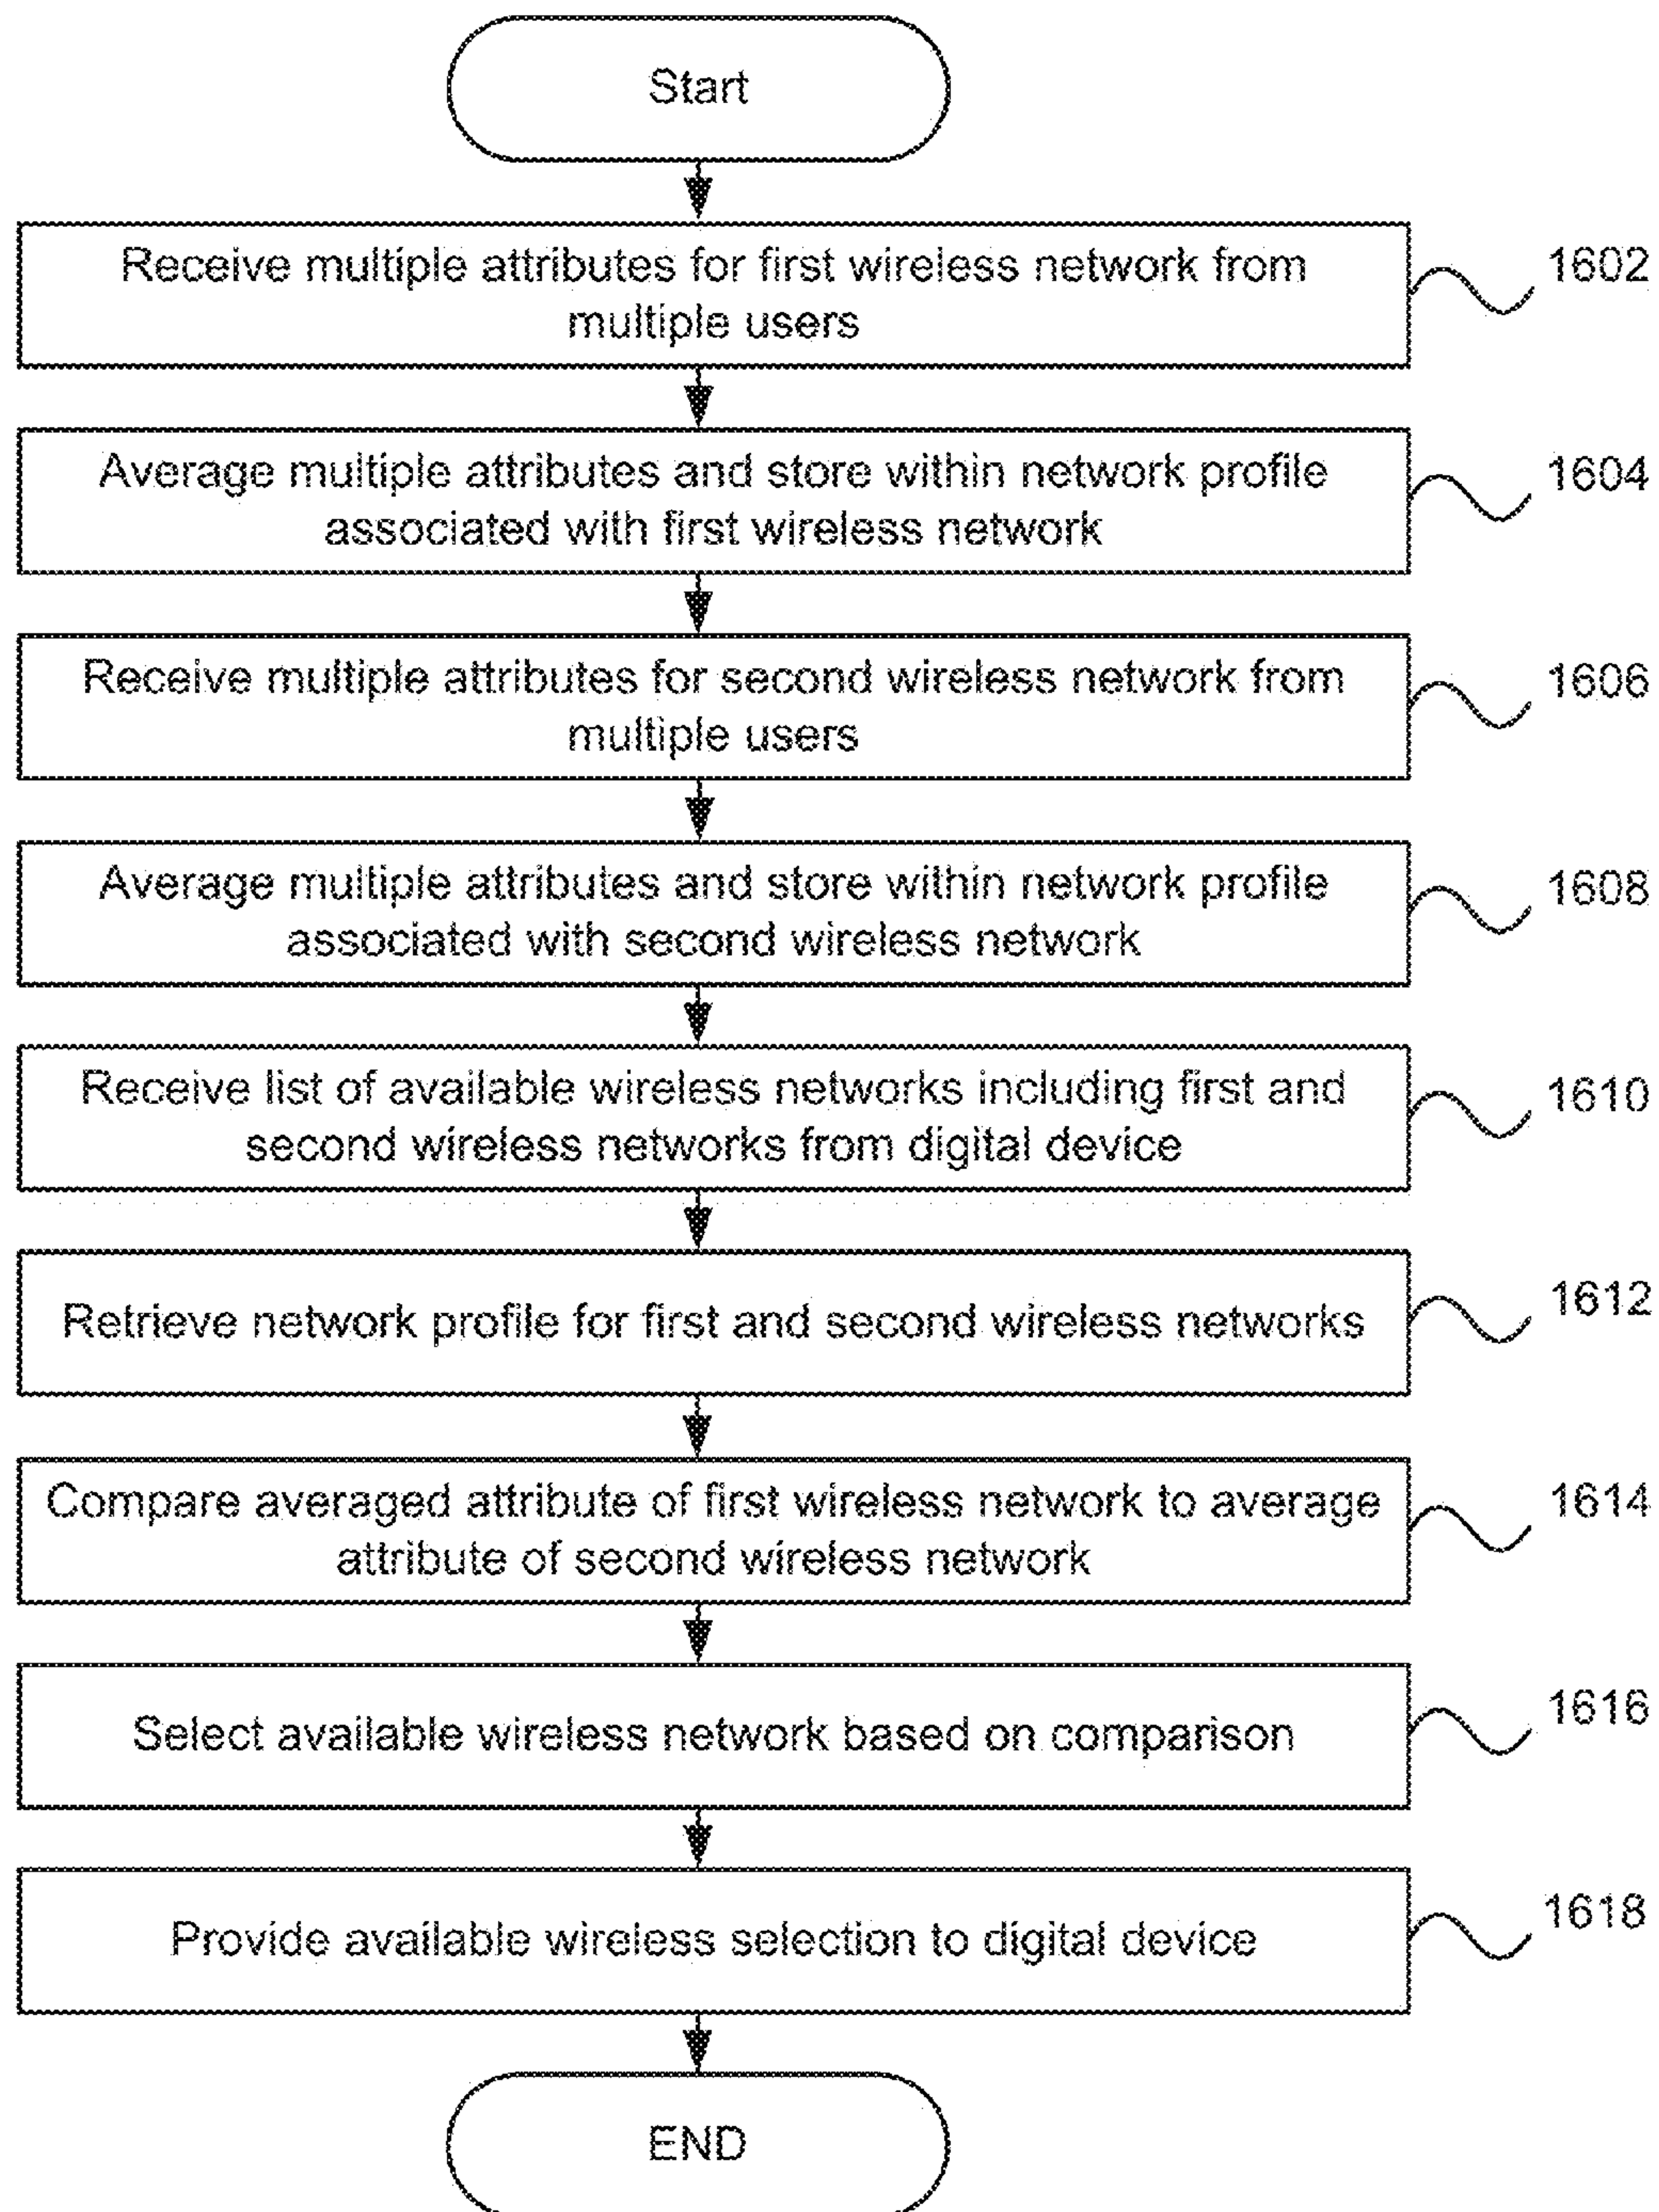 Start
Receive multiple attributes for first wireless network from
multiple users
1602
Average multiple attributes and store within network profile
associated with first wireless network
1604
Receive multiple attributes for second wireless network from
multiple users
1606
Average multiple attributes and store within network profile
associated with second wireless network
1608
Receive list of available wireless networks including first and
second wireless networks from digital device
1610
Retrieve network profile for first and second wireless networks
1612
Compare averaged attribute of first wireless network to average
attribute of second wireless network
1614
Select available wireless network based on comparison
1616
Provide available wireless selection to digital device
1618
END